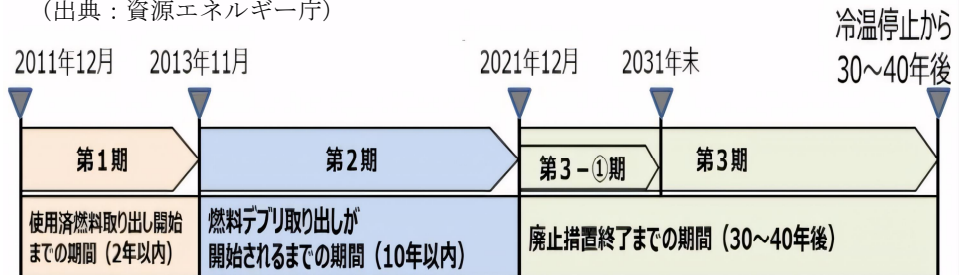 （出典：資源エネルギー庁）
冷温停止から
30～40年後
2011年12月
2013年11月
2021年12月
2031年末
第1期
第2期
第3－①期
第3期
使用済燃料取り出し開始
までの期間（2年以内）
燃料デブリ取り出しが
開始されるまでの期間（10年以内）
廃止措置終了までの期間（30～40年後）